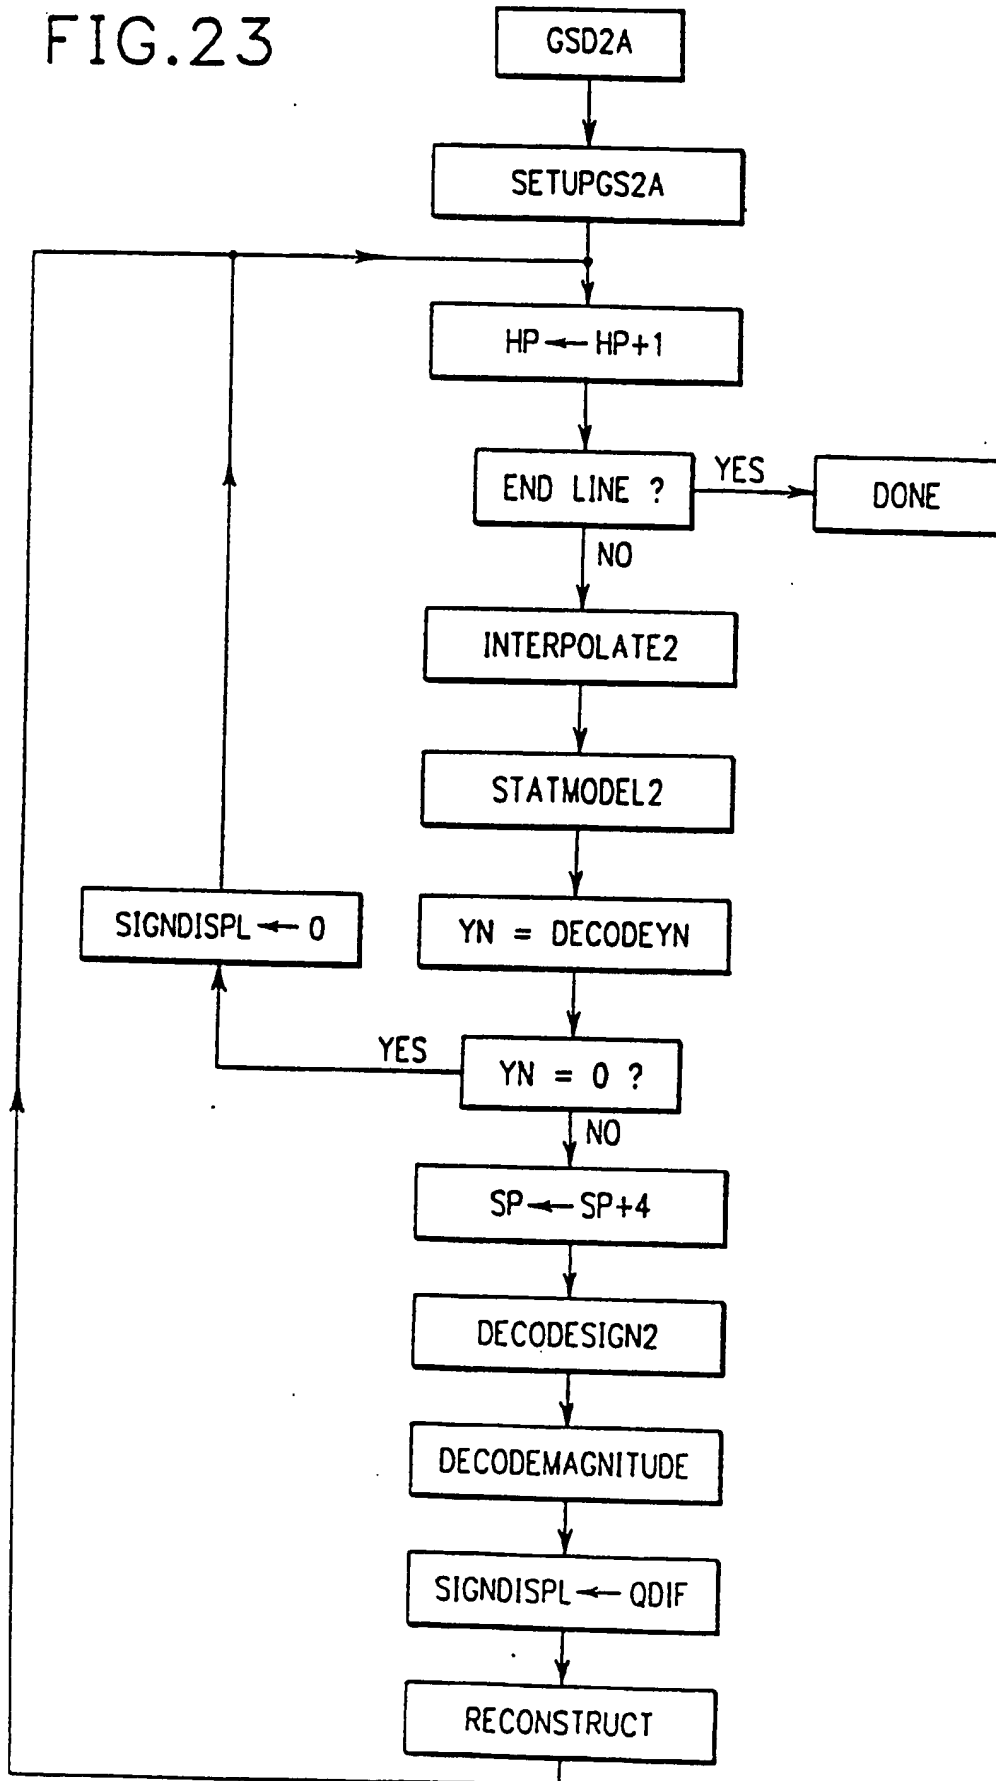 FIG.23
GSD2A
SETUPGS2A
HP ← HP+1
END LINE ?
YES
DONE
NO
INTERPOLATE2
STATMODEL2
SIGNDISPL ← 0
YN = DECODEYN
YES
YN = 0 ?
NO
SP ← SP+4
DECODESIGN2
DECODEMAGNITUDE
SIGNDISPL ← QDIF
RECONSTRUCT